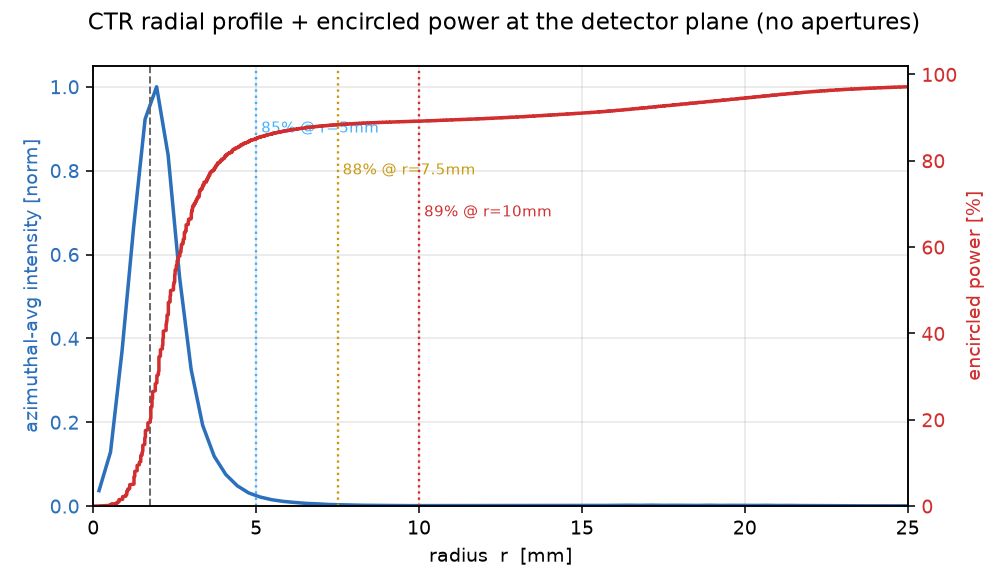 CTR radial profile + encircled power at the detector plane (no apertures)
azimuthal-avg intensity [norm]
1.0
0.8
0.6
0.4
0.2
0.0
85% @ r=5mm
88% @ r=7.5mm
89% @ r=10mm
100
80
60
40
20
0
encircled power [%]
0 5 10 15 20 25
radius r [mm]